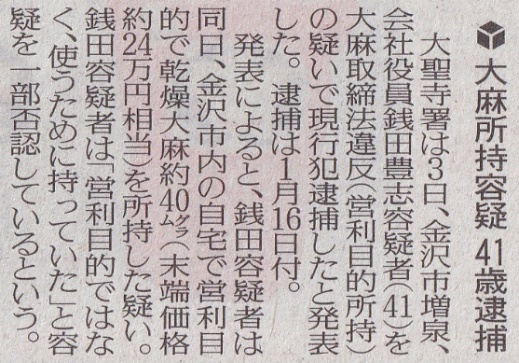 大麻所持容疑 41歳逮捕
大聖寺署は3日、金沢市増泉、
会社役員銭田豊志容疑者(41)を
大麻取締法違反(営利目的所持)
の疑いで現行犯逮捕したと発表
した。逮捕は1月16日付。
発表によると、銭田容疑者は
同日、金沢市内の自宅で営利目
的で乾燥大麻約40グラム(末端価格
約24万円相当)を所持した疑い。
銭田容疑者は「営利目的ではな
く、使うために持っていた」と容
疑を一部否認しているという。